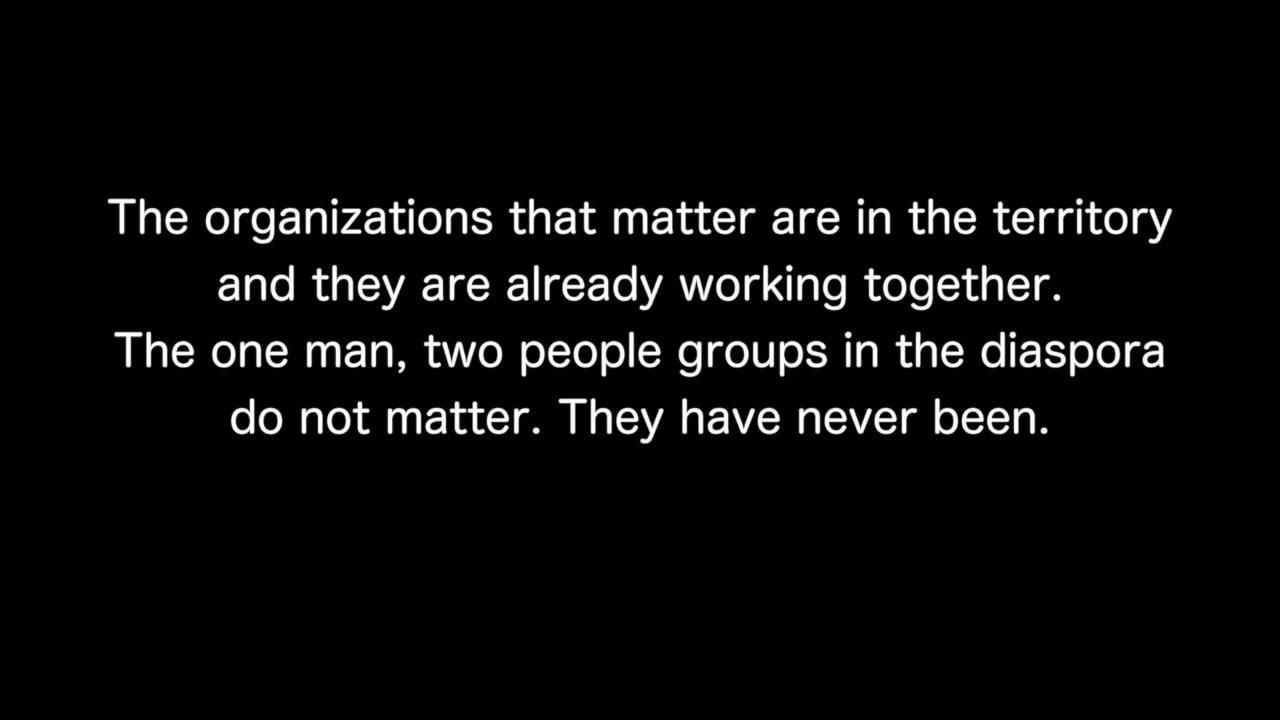 The organizations that matter are in the territory
and they are already working together.
The one man, two people groups in the diaspora
do not matter. They have never been.